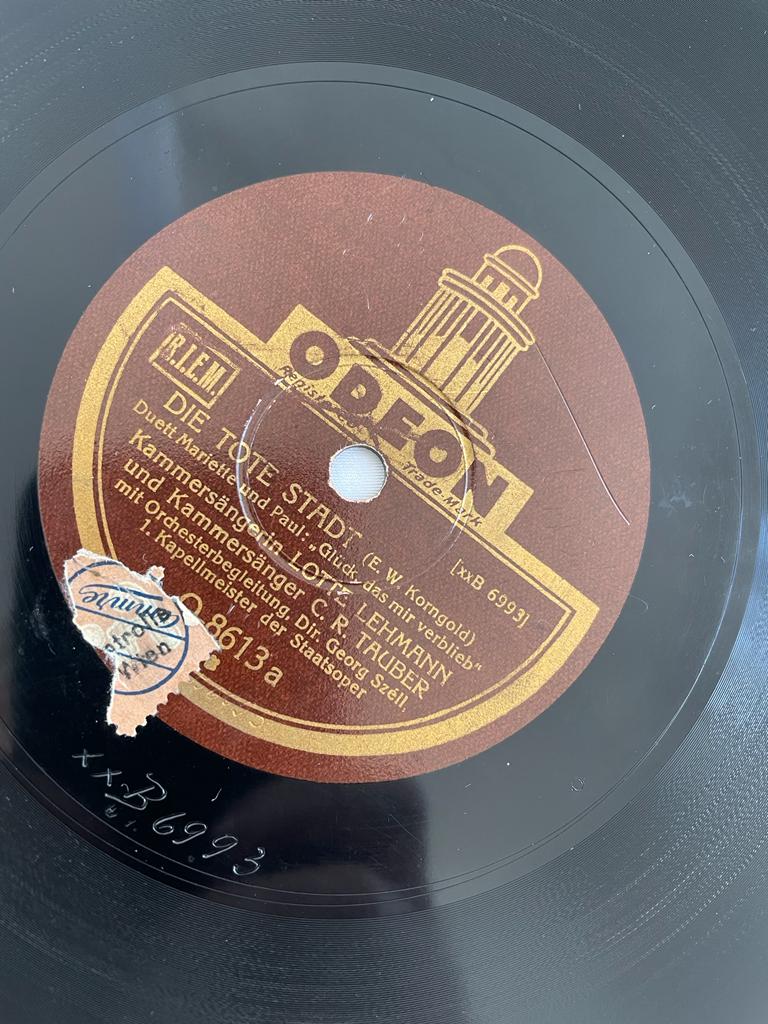 ODEON
Registered Trade-Mark
R.I.E.M.
[xxB 6993]
DIE TOTE STADT (E. W. Korngold)
Duett Mariette und Paul: „Glück, das mir verblieb"
Kammersängerin LOTTE LEHMANN
und Kammersänger C. R. TAUBER
mit Orchesterbegleitung, Dir. Georg Széll,
1. Kapellmeister der Staatsoper
O 8613 a
Wien
xxB 6993